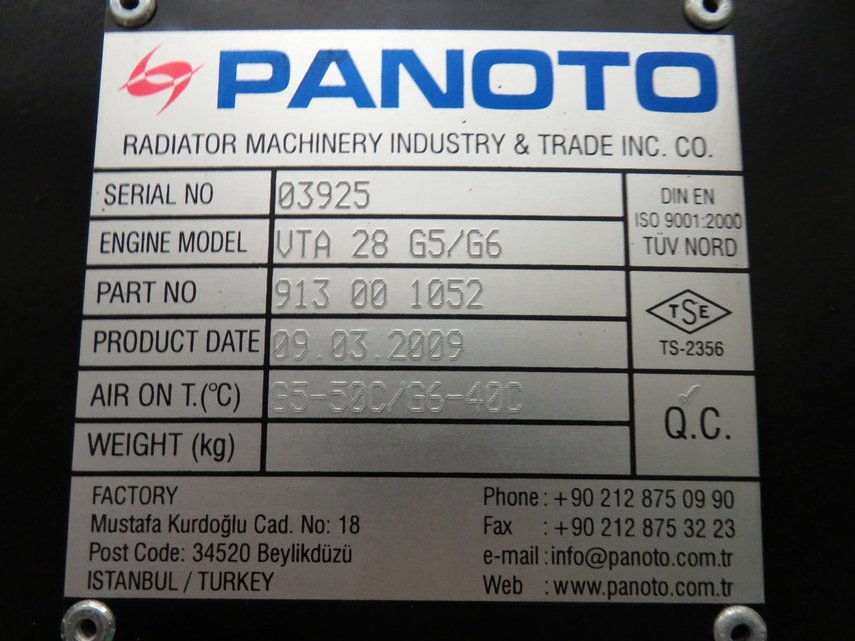 PANOTO
RADIATOR MACHINERY INDUSTRY & TRADE INC. CO.
SERIAL NO 03925
ENGINE MODEL VTA 28 G5/G6
PART NO 913 00 1052
PRODUCT DATE 09.03.2009
AIR ON T.(°C) G5-50C/G6-40C
WEIGHT (kg)
DIN EN
ISO 9001:2000
TÜV NORD
TSE
TS-2356
Q.C.
FACTORY
Mustafa Kurdoğlu Cad. No: 18
Post Code: 34520 Beylikdüzü
ISTANBUL / TURKEY
Phone : +90 212 875 09 90
Fax : +90 212 875 32 23
e-mail : info@panoto.com.tr
Web : www.panoto.com.tr